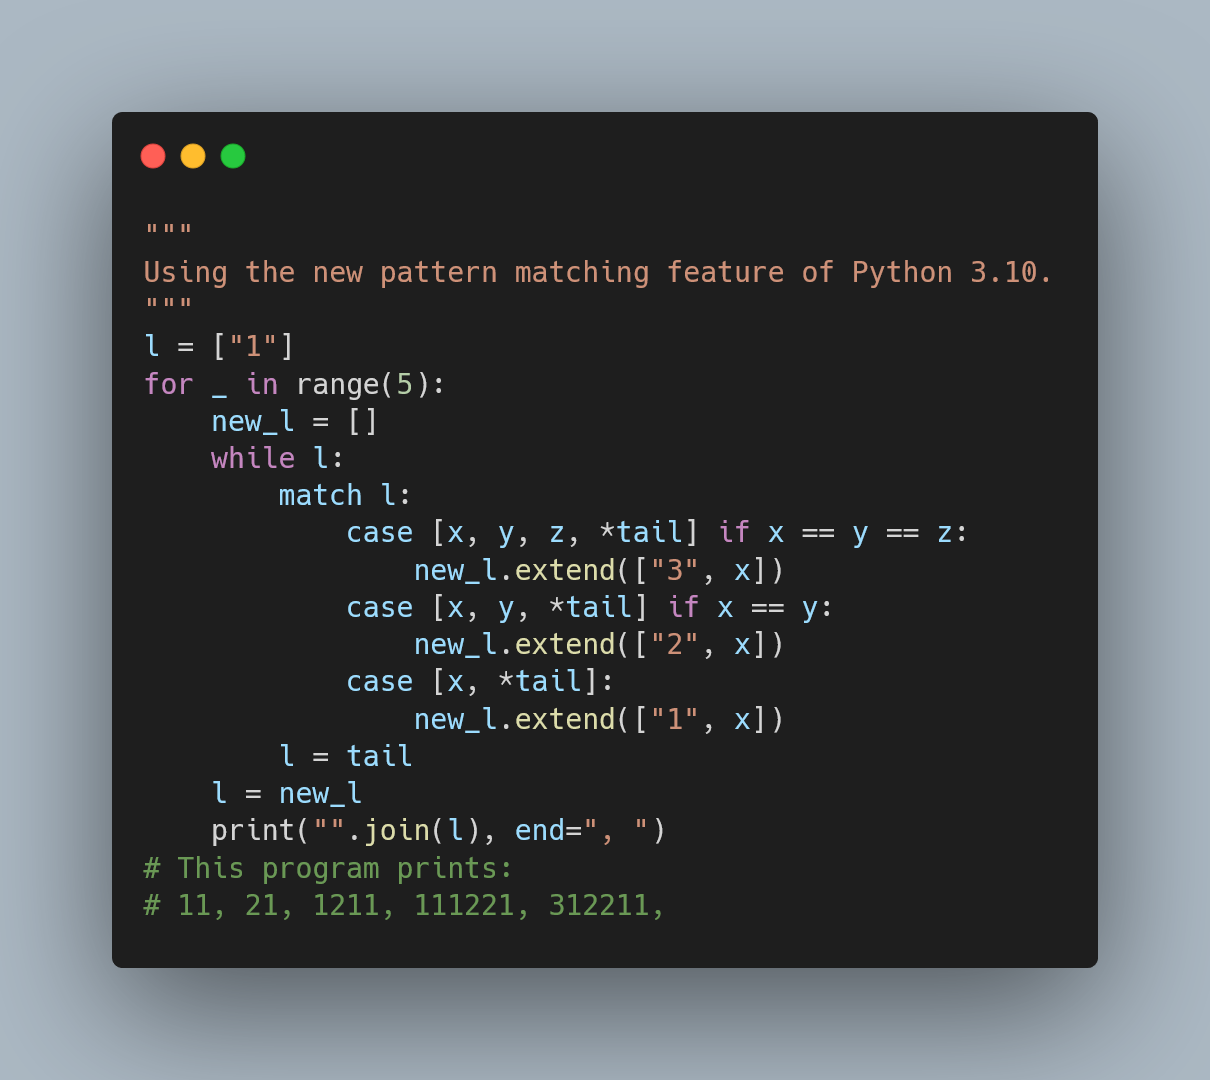 """
Using the new pattern matching feature of Python 3.10.
"""
l = ["1"]
for _ in range(5):
    new_l = []
    while l:
        match l:
            case [x, y, z, *tail] if x == y == z:
                new_l.extend(["3", x])
            case [x, y, *tail] if x == y:
                new_l.extend(["2", x])
            case [x, *tail]:
                new_l.extend(["1", x])
        l = tail
    l = new_l
    print("".join(l), end=", ")
# This program prints:
# 11, 21, 1211, 111221, 312211,